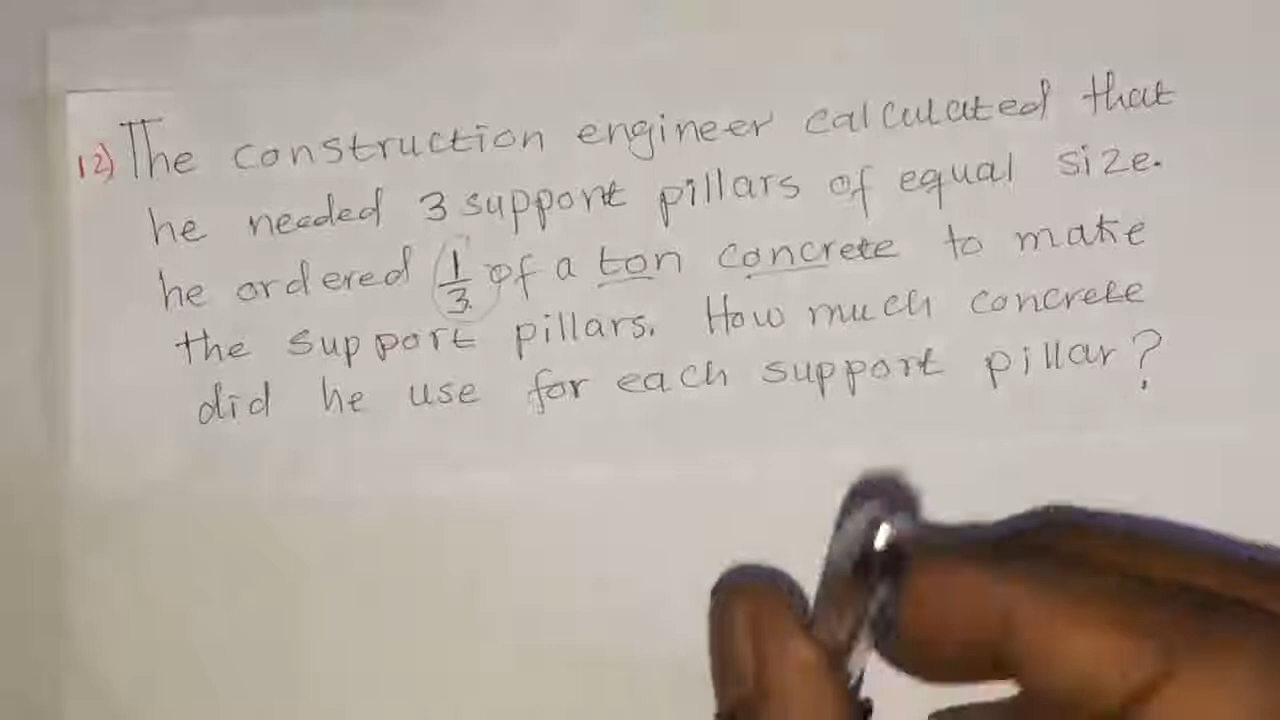 12) The construction engineer calculated that
he needed 3 support pillars of equal size.
he ordered 1/3 of a ton concrete to make
the support pillars. How much concrete
did he use for each support pillar?